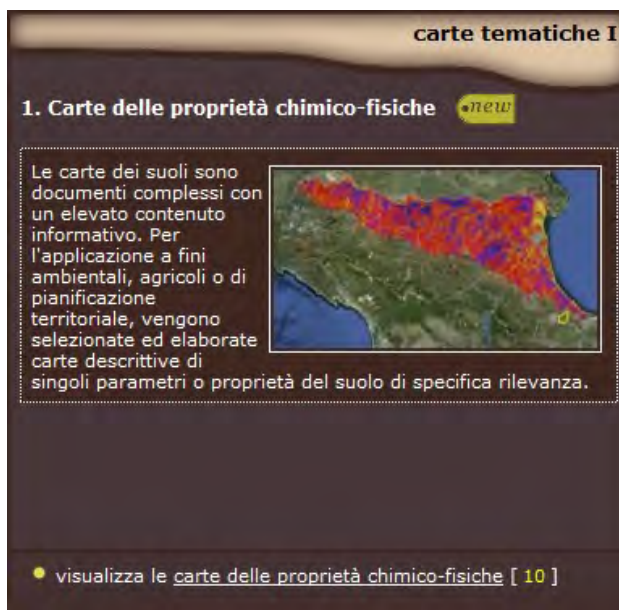 carte tematiche I
1. Carte delle proprietà chimico-fisiche new
Le carte dei suoli sono
documenti complessi con
un elevato contenuto
informativo. Per
l'applicazione a fini
ambientali, agricoli o di
pianificazione
territoriale, vengono
selezionate ed elaborate
carte descrittive di
singoli parametri o proprietà del suolo di specifica rilevanza.
visualizza le carte delle proprietà chimico-fisiche [ 10 ]